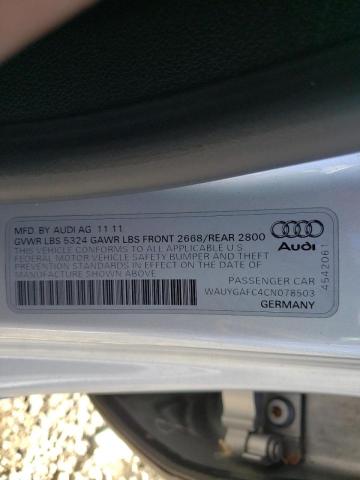 MFD. BY AUDI AG 11 11
GVWR LBS 5324 GAWR LBS FRONT 2668/REAR 2800
THIS VEHICLE CONFORMS TO ALL APPLICABLE U.S.
FEDERAL MOTOR VEHICLE SAFETY BUMPER AND THEFT
PREVENTION STANDARDS IN EFFECT ON THE DATE OF
MANUFACTURE SHOWN ABOVE.
Audi
4542061
PASSENGER CAR
WAUYGAFC4CN078503
GERMANY